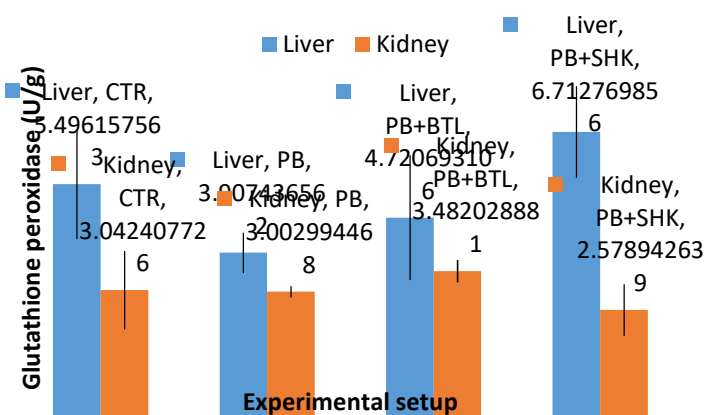 Liver Kidney
Glutathione peroxidase (U/g)
Liver, CTR,
5.49615756
3
Kidney,
CTR,
3.04240772
6
Liver, PB,
3.90743656
2
Kidney, PB,
3.00299446
8
Liver,
PB+BTL,
4.72069310
6
Kidney,
PB+BTL,
3.48202888
1
Liver,
PB+SHK,
6.71276985
6
Kidney,
PB+SHK,
2.57894263
9
Experimental setup